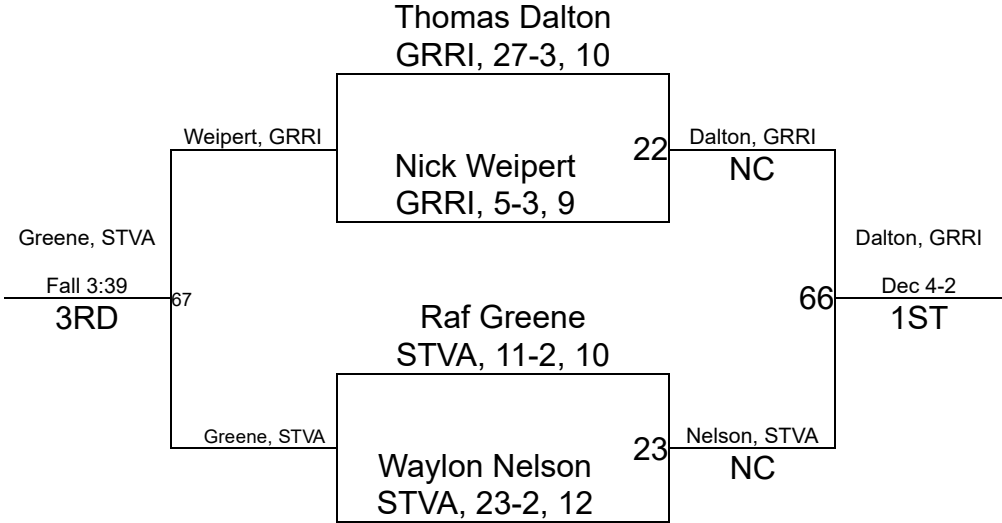 Thomas Dalton
GRRI, 27-3, 10
Weipert, GRRI
22
Dalton, GRRI
NC
Nick Weipert
GRRI, 5-3, 9
Greene, STVA
Fall 3:39
3RD
67
Dalton, GRRI
66
Dec 4-2
1ST
Raf Greene
STVA, 11-2, 10
Greene, STVA
23
Nelson, STVA
NC
Waylon Nelson
STVA, 23-2, 12